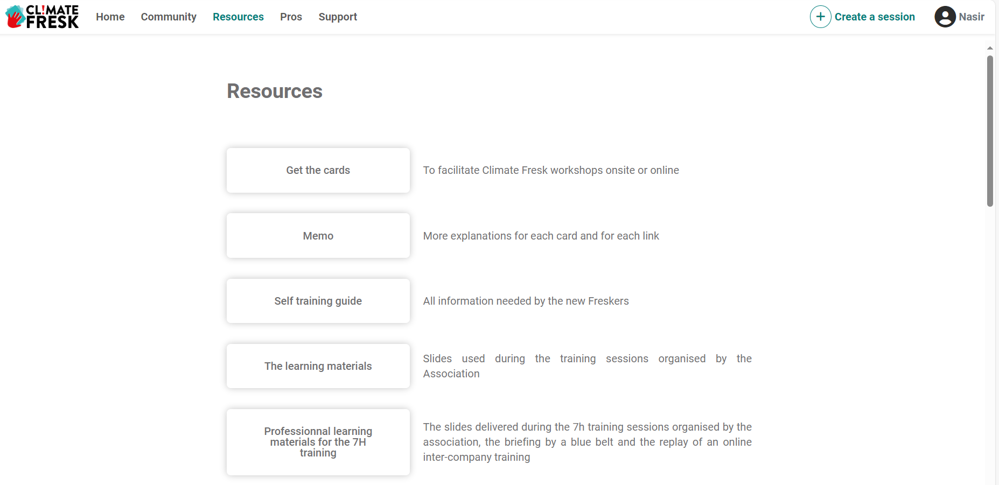 CL!MATE
FRESK
Home
Community
Resources
Pros
Support
Create a session
Nasir
Resources
Get the cards
To facilitate Climate Fresk workshops onsite or online
Memo
More explanations for each card and for each link
Self training guide
All information needed by the new Freskers
The learning materials
Slides used during the training sessions organised by the
Association
Professionnal learning
materials for the 7H
training
The slides delivered during the 7h training sessions organised by the
association, the briefing by a blue belt and the replay of an online
inter-company training